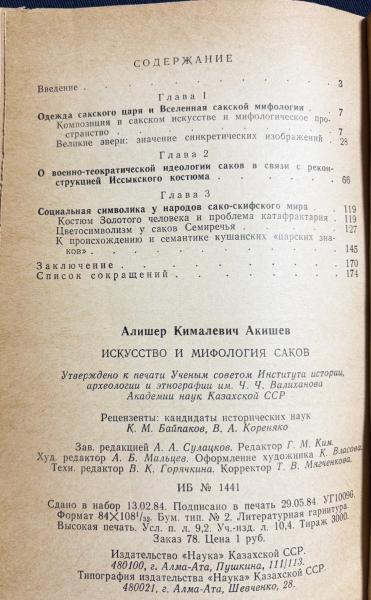 СОДЕРЖАНИЕ
Введение . . . . . . . . . . . . . 3
Глава 1
Одежда сакского царя и Вселенная сакской мифологии . . 7
Композиция в сакском искусстве и мифологическое про-
странство . . . . . . . . . . . . 7
Великие звери: значение синкретических изображений . 28
Глава 2
О военно-теократической идеологии саков в связи с рекон-
струкцией Иссыкского костюма . . . . . . . 66
Глава 3
Социальная символика у народов сако-скифского мира . . 119
Костюм Золотого человека и проблема катафрактария . 119
Цветосимволизм у саков Семиречья . . . . . 127
К происхождению и семантике кушанских «царских зна-
ков» . . . . . . . . . . . . . 145
Заключение . . . . . . . . . . . . 170
Список сокращений . . . . . . . . . . 174
Алишер Кималевич Акишев
ИСКУССТВО И МИФОЛОГИЯ САКОВ
Утверждено к печати Ученым советом Института истории,
археологии и этнографии им. Ч. Ч. Валиханова
Академии наук Казахской ССР
Рецензенты: кандидаты исторических наук
К. М. Байпаков, В. А. Кореняко
Зав. редакцией А. А. Сулацков. Редактор Г. М. Ким.
Худ. редактор А. Б. Мальцев. Оформление художника К. Власова.
Техн. редактор В. К. Горячкина. Корректор Т. В. Мягченкова.
ИБ № 1441
Сдано в набор 13.02.84. Подписано в печать 29.05.84. УГ10096.
Формат 84×108¹/₃₂. Бум. тип. № 2. Литературная гарнитура.
Высокая печать. Усл. п. л. 9,2. Уч.-изд. л. 10,4. Тираж 3000.
Заказ 78. Цена 1 руб.
Издательство «Наука» Казахской ССР.
480100, г. Алма-Ата, Пушкина, 111/113.
Типография издательства «Наука» Казахской ССР.
480021, г. Алма-Ата, Шевченко, 28.